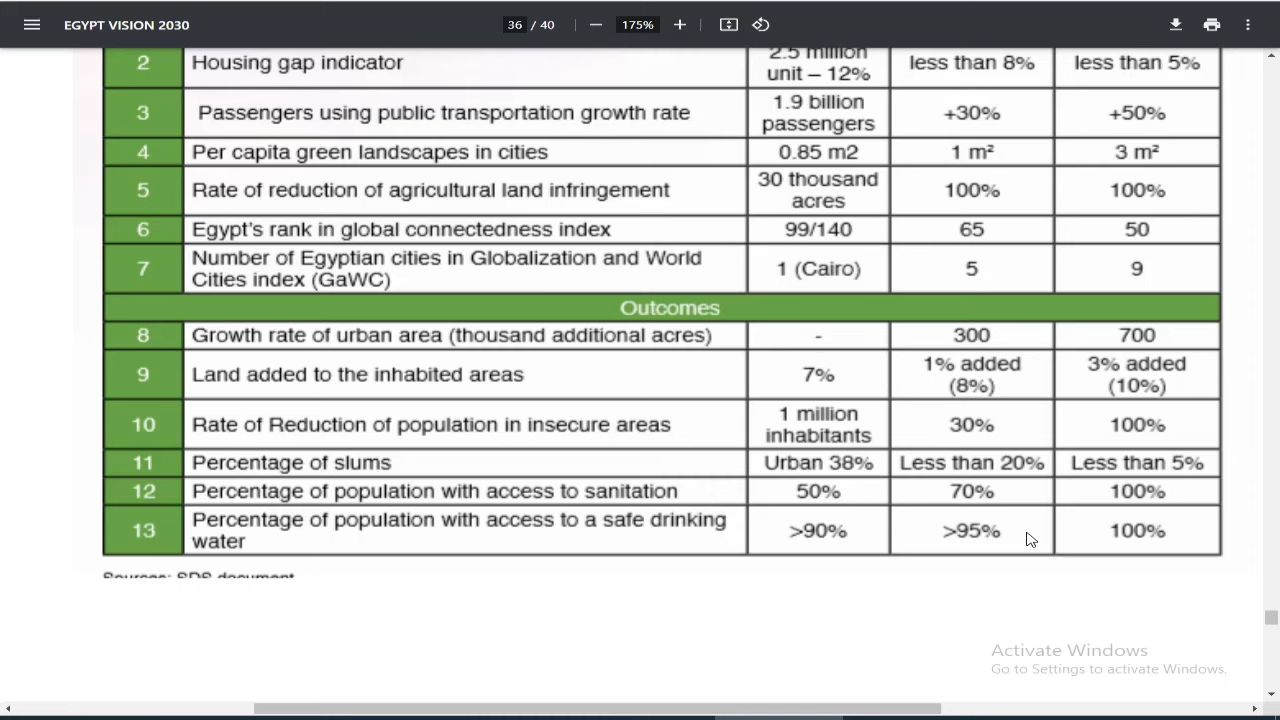 EGYPT VISION 2030
36 / 40
175%
2 Housing gap indicator 2.5 million unit – 12% less than 8% less than 5%
3 Passengers using public transportation growth rate 1.9 billion passengers +30% +50%
4 Per capita green landscapes in cities 0.85 m2 1 m² 3 m²
5 Rate of reduction of agricultural land infringement 30 thousand acres 100% 100%
6 Egypt's rank in global connectedness index 99/140 65 50
7 Number of Egyptian cities in Globalization and World Cities index (GaWC) 1 (Cairo) 5 9
Outcomes
8 Growth rate of urban area (thousand additional acres) - 300 700
9 Land added to the inhabited areas 7% 1% added (8%) 3% added (10%)
10 Rate of Reduction of population in insecure areas 1 million inhabitants 30% 100%
11 Percentage of slums Urban 38% Less than 20% Less than 5%
12 Percentage of population with access to sanitation 50% 70% 100%
13 Percentage of population with access to a safe drinking water >90% >95% 100%
Sources: SDS document
Activate Windows
Go to Settings to activate Windows.